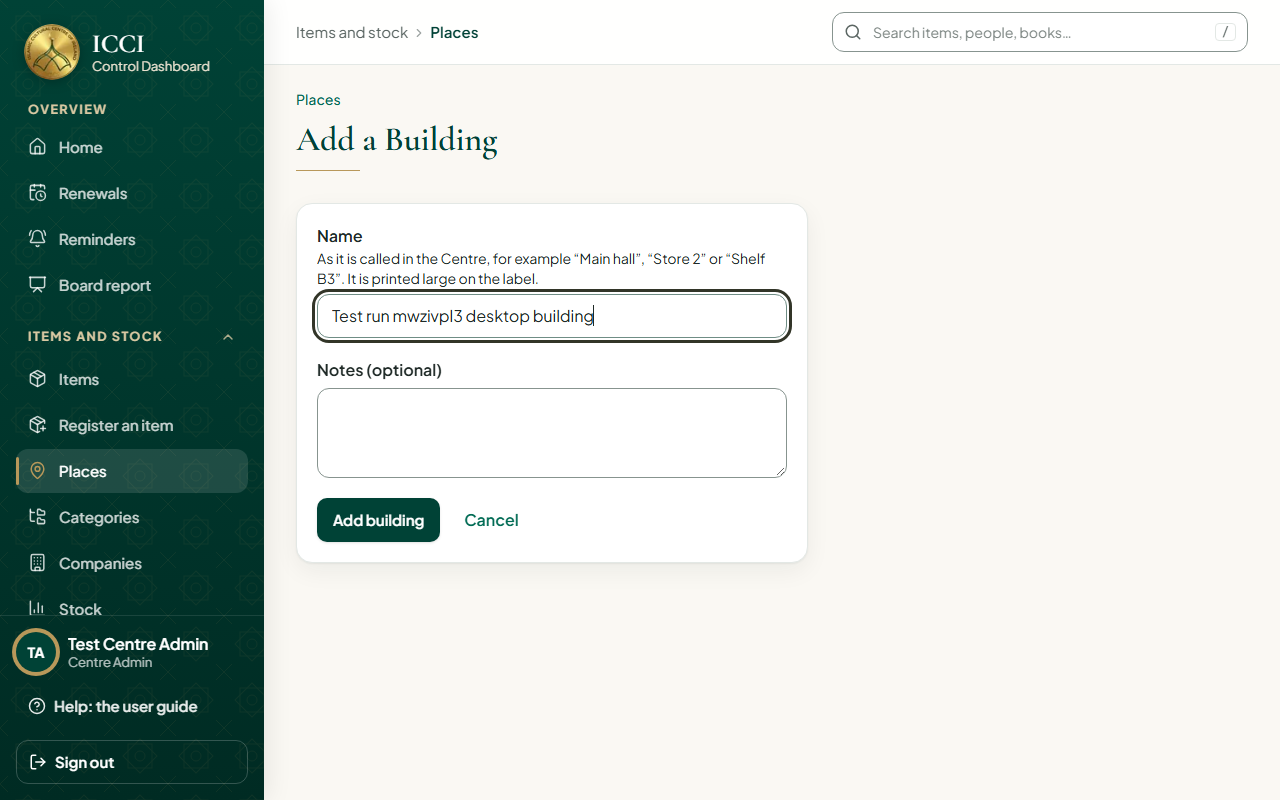 ICCI
Control Dashboard
OVERVIEW
Home
Renewals
Reminders
Board report
ITEMS AND STOCK
Items
Register an item
Places
Categories
Companies
Stock
TA
Test Centre Admin
Centre Admin
Help: the user guide
Sign out
Items and stock > Places
Search items, people, books…
/
Places
Add a Building
Name
As it is called in the Centre, for example “Main hall”, “Store 2” or “Shelf
B3”. It is printed large on the label.
Test run mwzivpl3 desktop building
Notes (optional)
Add building
Cancel